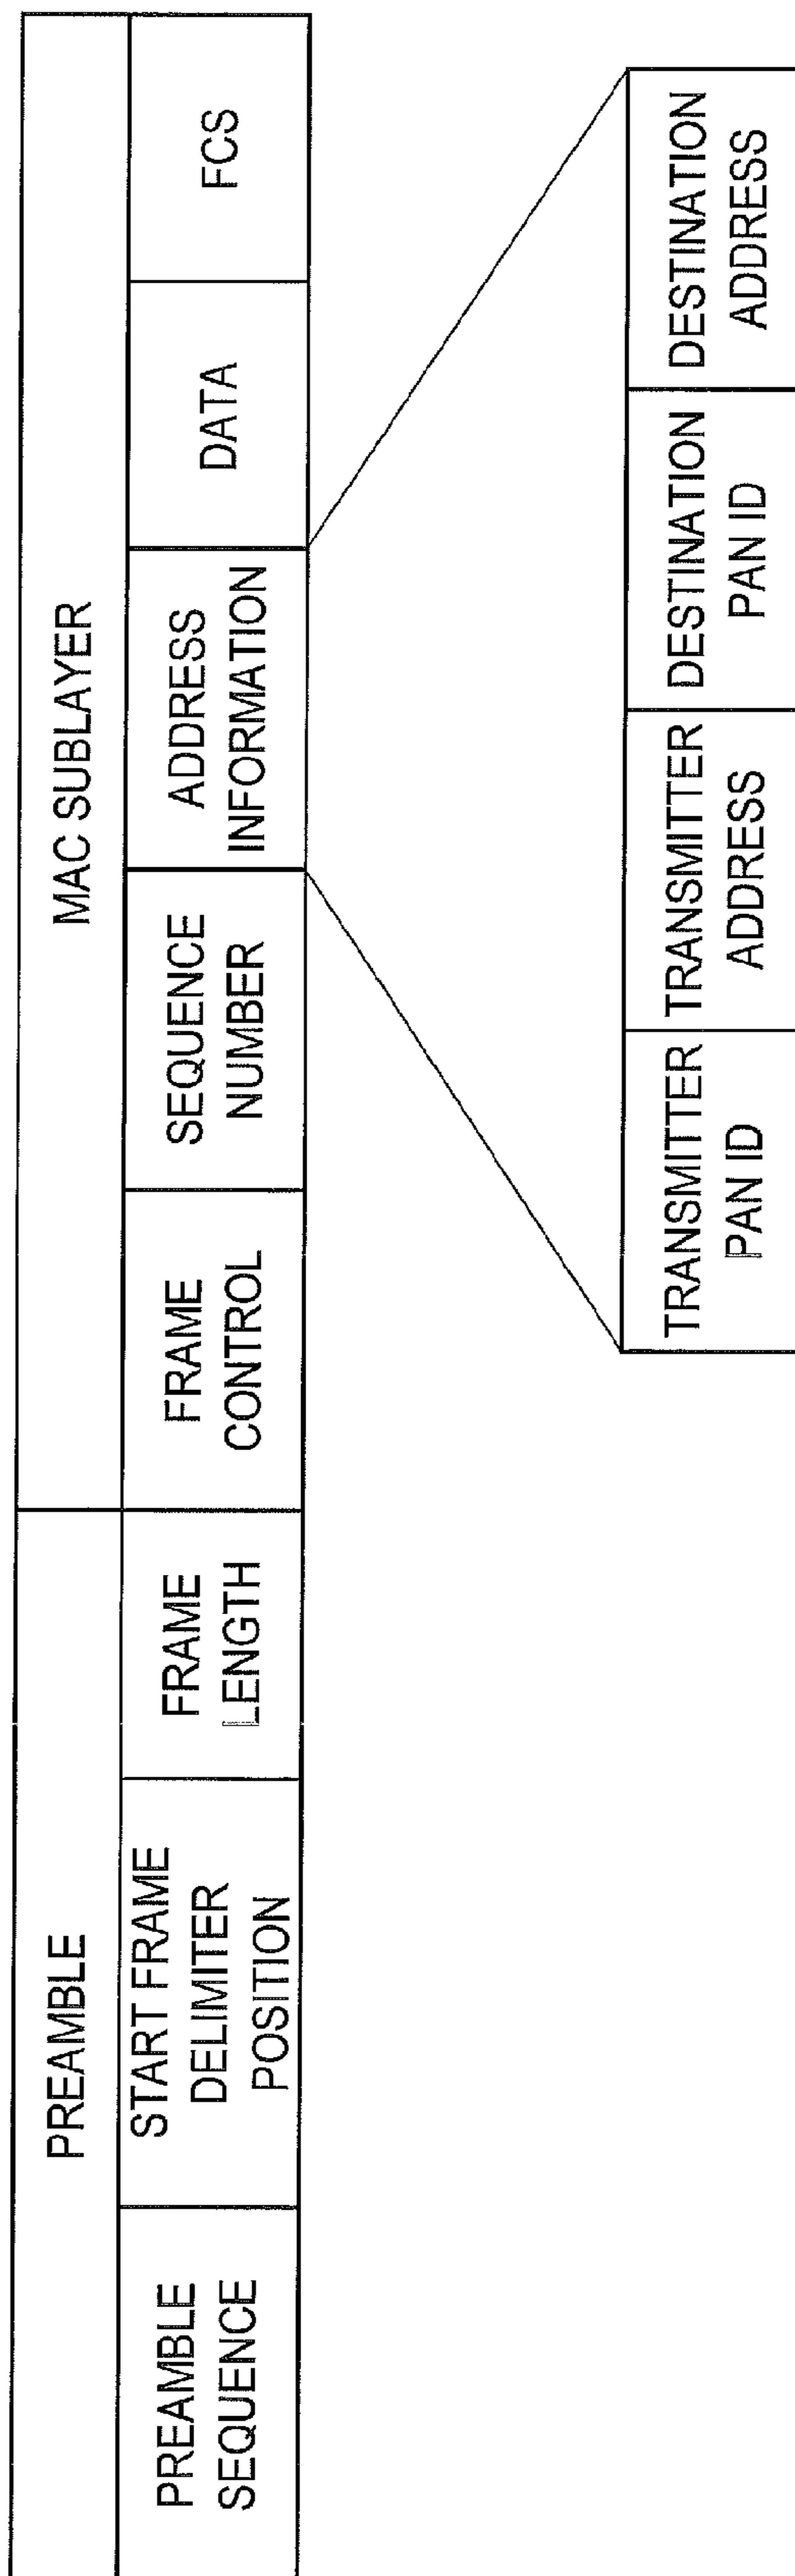 PREAMBLE
MAC SUBLAYER
PREAMBLE
SEQUENCE
START FRAME
DELIMITER
POSITION
FRAME
LENGTH
FRAME
CONTROL
SEQUENCE
NUMBER
ADDRESS
INFORMATION
DATA
FCS
TRANSMITTER
PAN ID
TRANSMITTER
ADDRESS
DESTINATION
PAN ID
DESTINATION
ADDRESS